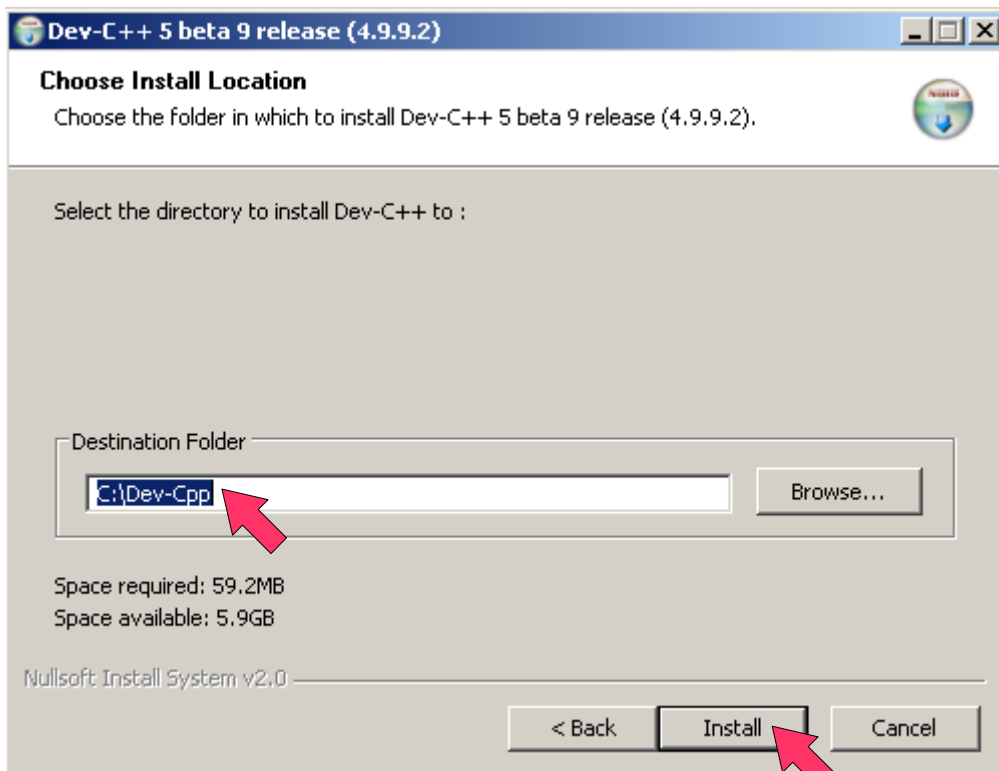 Dev-C++ 5 beta 9 release (4.9.9.2)
Choose Install Location
Choose the folder in which to install Dev-C++ 5 beta 9 release (4.9.9.2).
Select the directory to install Dev-C++ to :
Destination Folder
C:\Dev-Cpp
Browse...
Space required: 59.2MB
Space available: 5.9GB
Nullsoft Install System v2.0
< Back
Install
Cancel